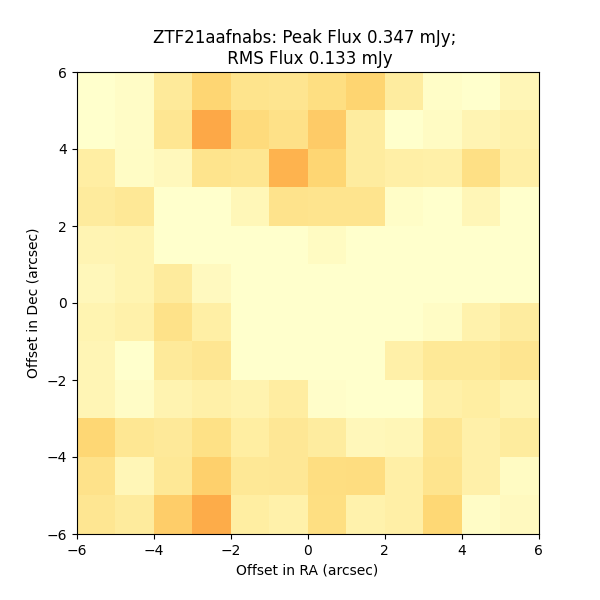 ZTF21aafnabs: Peak Flux 0.347 mJy;
RMS Flux 0.133 mJy
6
4
2
0
−2
−4
−6
Offset in Dec (arcsec)
−6 −4 −2 0 2 4 6
Offset in RA (arcsec)